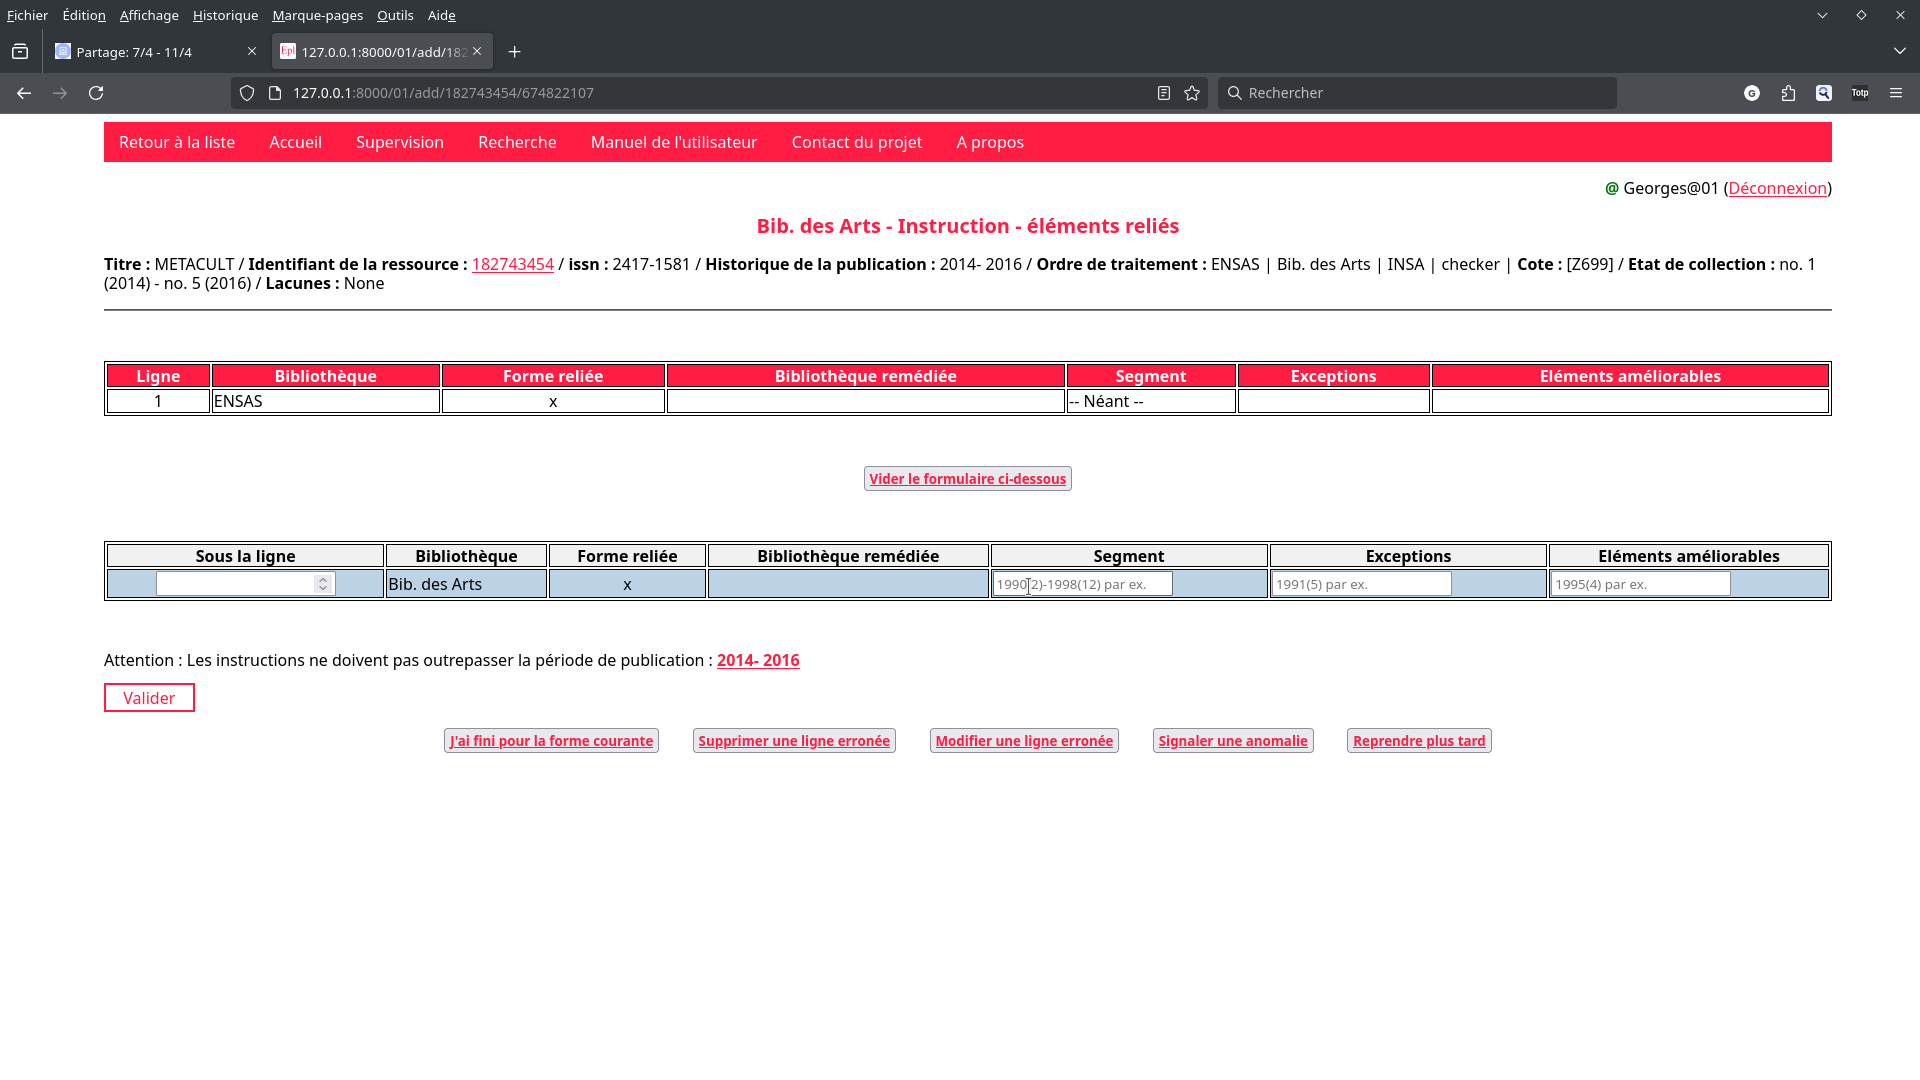 Fichier Édition Affichage Historique Marque-pages Outils Aide
Partage: 7/4 - 11/4
Epl 127.0.0.1:8000/01/add/182
127.0.0.1:8000/01/add/182743454/674822107
Rechercher
G
Totp
Retour à la liste Accueil Supervision Recherche Manuel de l'utilisateur Contact du projet A propos
@ Georges@01 (Déconnexion)
Bib. des Arts - Instruction - éléments reliés
Titre : METACULT / Identifiant de la ressource : 182743454 / issn : 2417-1581 / Historique de la publication : 2014- 2016 / Ordre de traitement : ENSAS | Bib. des Arts | INSA | checker | Cote : [Z699] / Etat de collection : no. 1
(2014) - no. 5 (2016) / Lacunes : None
Ligne Bibliothèque Forme reliée Bibliothèque remédiée Segment Exceptions Eléments améliorables
1 ENSAS x -- Néant --
Vider le formulaire ci-dessous
Sous la ligne Bibliothèque Forme reliée Bibliothèque remédiée Segment Exceptions Eléments améliorables
Bib. des Arts x 1990(2)-1998(12) par ex. 1991(5) par ex. 1995(4) par ex.
Attention : Les instructions ne doivent pas outrepasser la période de publication : 2014- 2016
Valider
J'ai fini pour la forme courante Supprimer une ligne erronée Modifier une ligne erronée Signaler une anomalie Reprendre plus tard